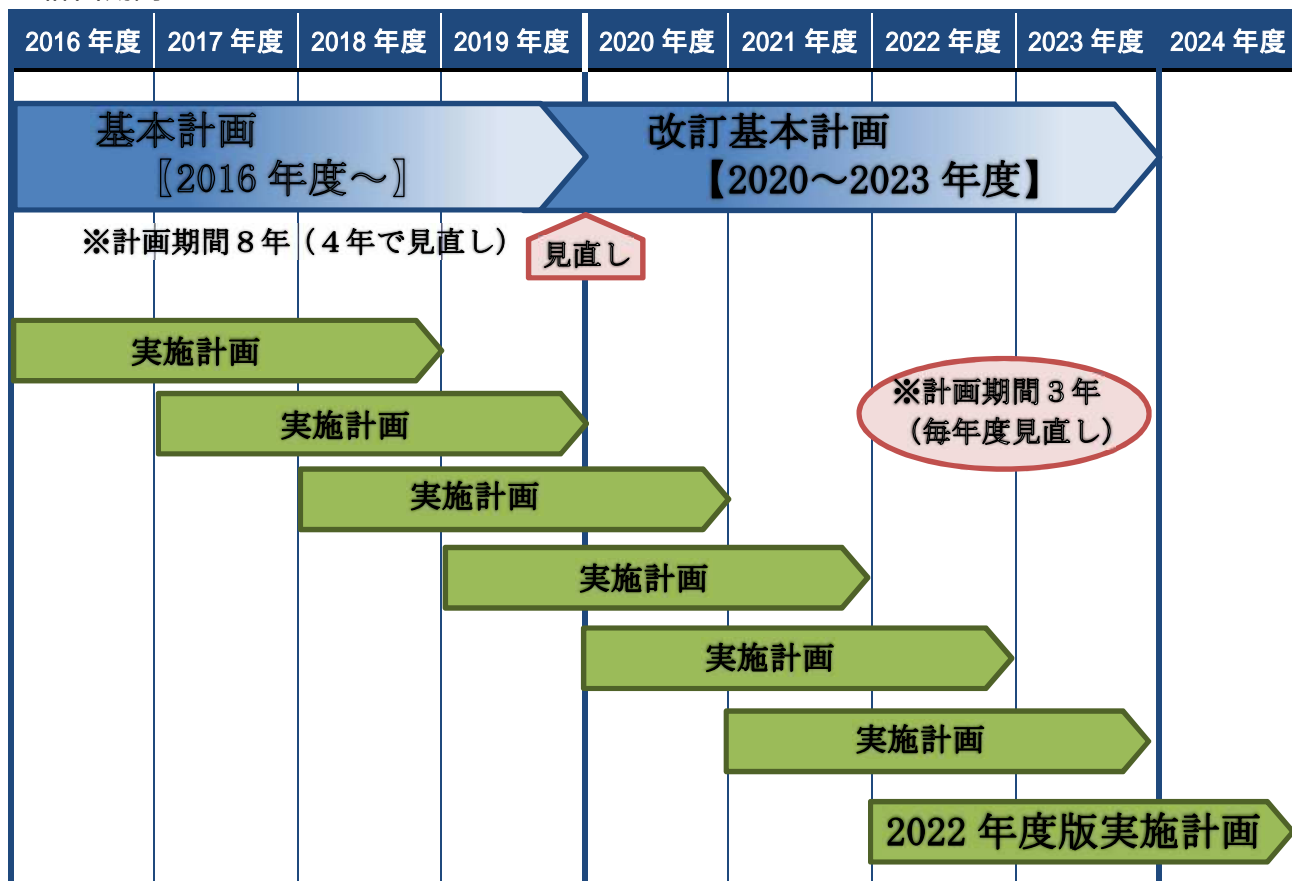 2016 年度 2017 年度 2018 年度 2019 年度 2020 年度 2021 年度 2022 年度 2023 年度 2024 年度
基本計画
〖2016 年度～〗
改訂基本計画
【2020～2023 年度】
※計画期間８年（４年で見直し）
見直し
実施計画
※計画期間３年
（毎年度見直し）
実施計画
実施計画
実施計画
実施計画
実施計画
2022 年度版実施計画